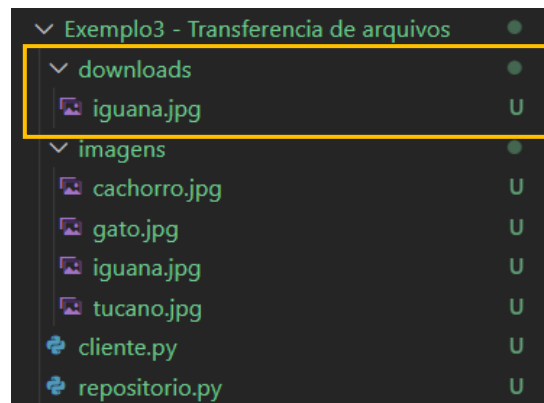 Exemplo3 - Transferencia de arquivos
downloads
iguana.jpg U
imagens
cachorro.jpg U
gato.jpg U
iguana.jpg U
tucano.jpg U
cliente.py U
repositorio.py U